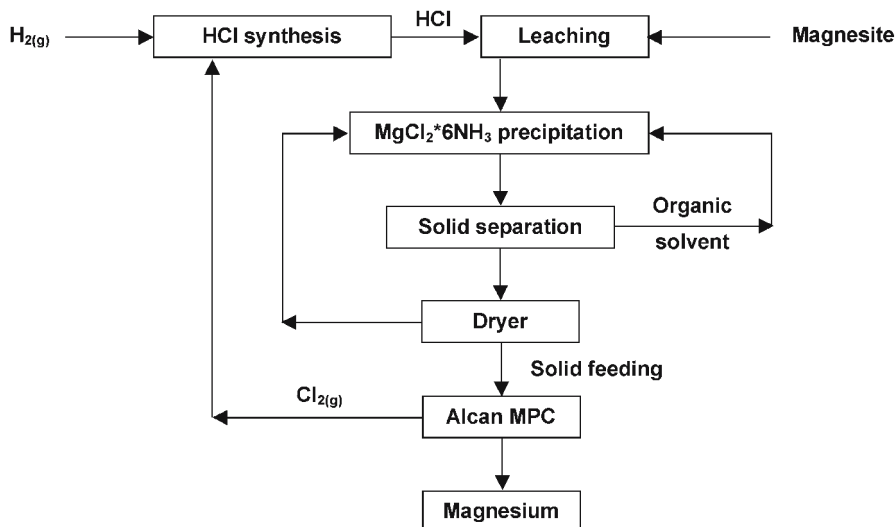 HCl
H₂(g)
HCl synthesis
Leaching
Magnesite
MgCl₂*6NH₃ precipitation
Organic
Solid separation
solvent
Dryer
Solid feeding
Cl₂(g)
Alcan MPC
Magnesium